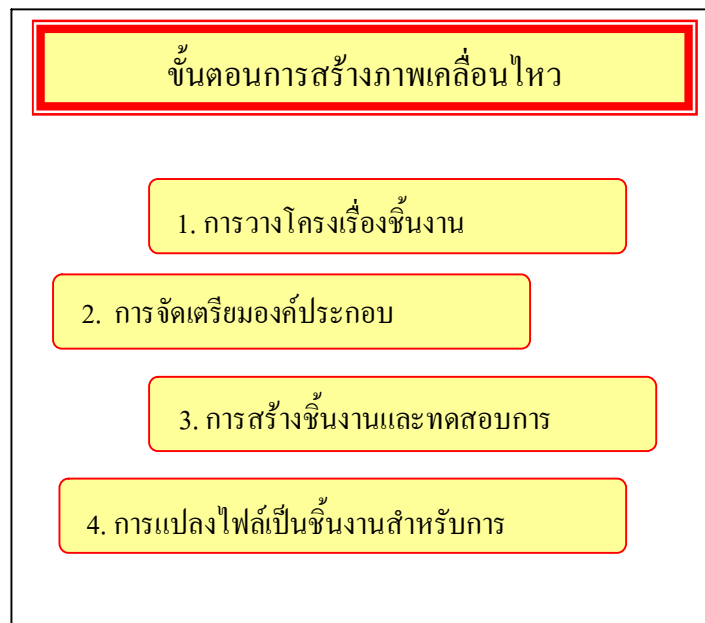 ขั้นตอนการสร้างภาพเคลื่อนไหว
1. การวางโครงเรื่องชิ้นงาน
2. การจัดเตรียมองค์ประกอบ
3. การสร้างชิ้นงานและทดสอบการ
4. การแปลงไฟล์เป็นชิ้นงานสำหรับการ